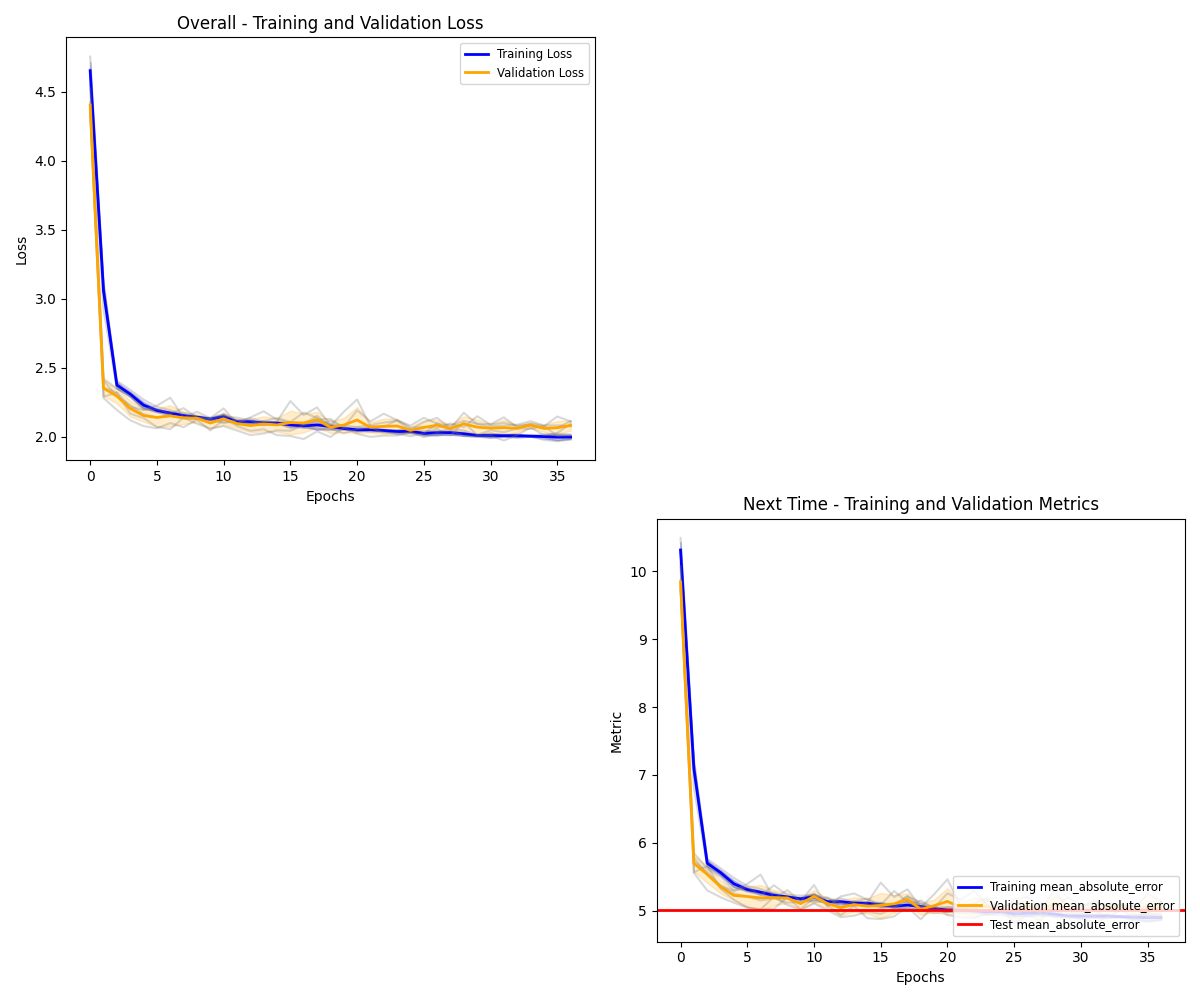 Overall - Training and Validation Loss
Training Loss
Validation Loss
4.5
4.0
3.5
3.0
2.5
2.0
Loss
0 5 10 15 20 25 30 35
Epochs
Next Time - Training and Validation Metrics
10
9
8
7
6
5
Metric
Training mean_absolute_error
Validation mean_absolute_error
Test mean_absolute_error
0 5 10 15 20 25 30 35
Epochs